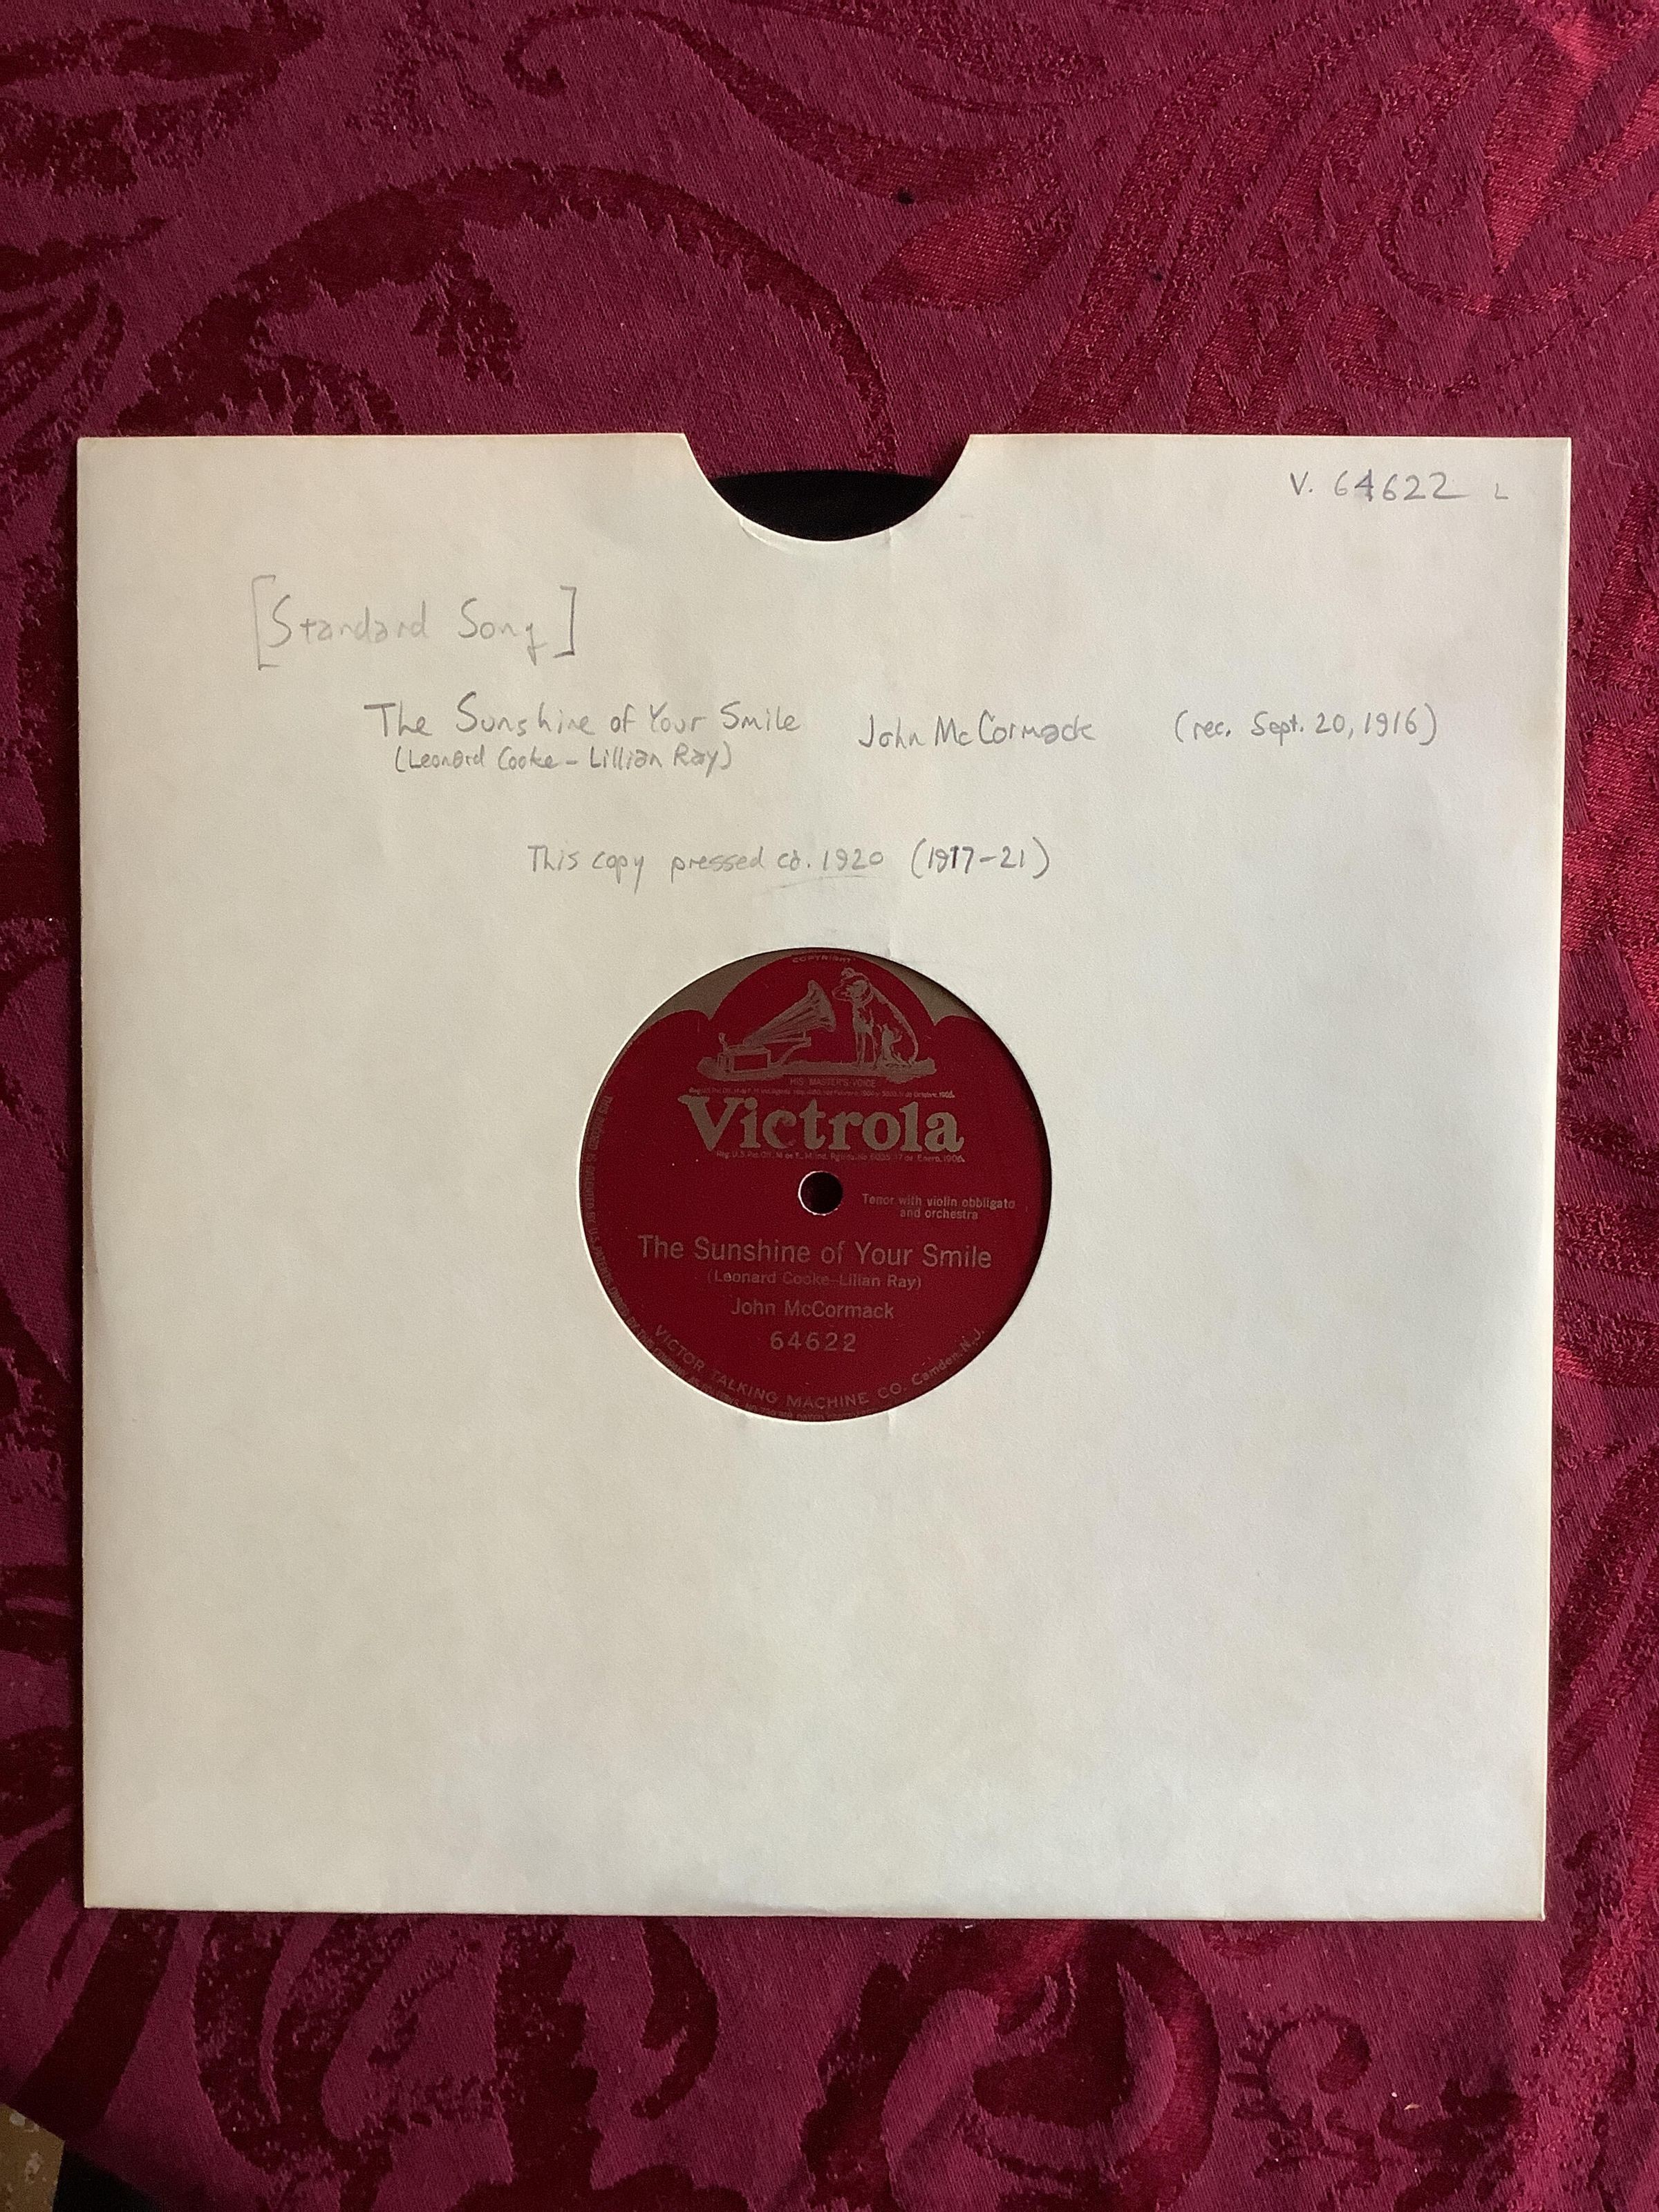 V. 64622 L
[Standard Song]
The Sunshine of Your Smile John McCormack (rec. Sept. 20, 1916)
(Leonard Cooke - Lillian Ray)
This copy pressed ca. 1920 (1917-21)
COPYRIGHT
HIS MASTER'S VOICE
Victrola
Tenor with violin obbligato
and orchestra
The Sunshine of Your Smile
(Leonard Cooke-Lilian Ray)
John McCormack
64622
VICTOR TALKING MACHINE CO. Camden, N.J.